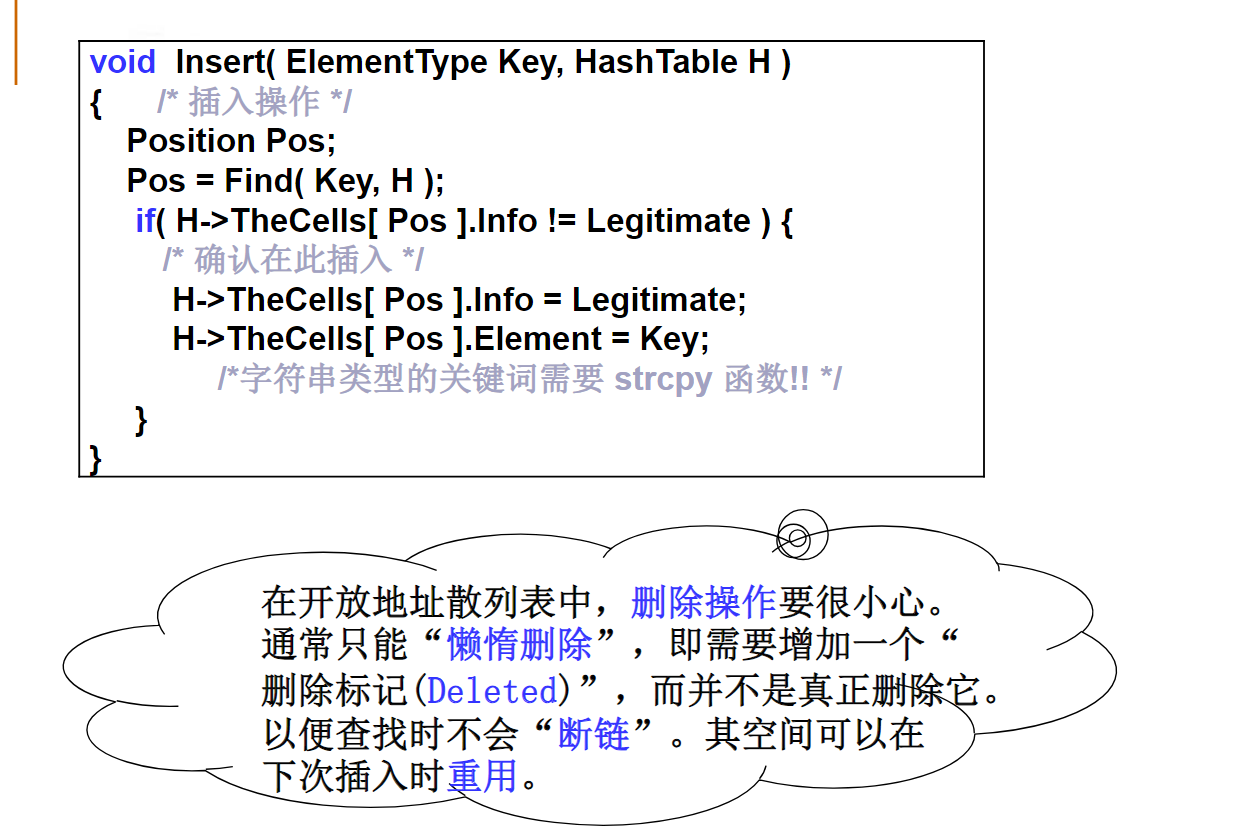 void Insert( ElementType Key, HashTable H )
{ /* 插入操作 */
Position Pos;
Pos = Find( Key, H );
if( H->TheCells[ Pos ].Info != Legitimate ) {
/* 确认在此插入 */
H->TheCells[ Pos ].Info = Legitimate;
H->TheCells[ Pos ].Element = Key;
/*字符串类型的关键词需要 strcpy 函数!! */
}
}
在开放地址散列表中，删除操作要很小心。
通常只能“懒惰删除”，即需要增加一个“
删除标记(Deleted)”，而并不是真正删除它。
以便查找时不会“断链”。其空间可以在
下次插入时重用。